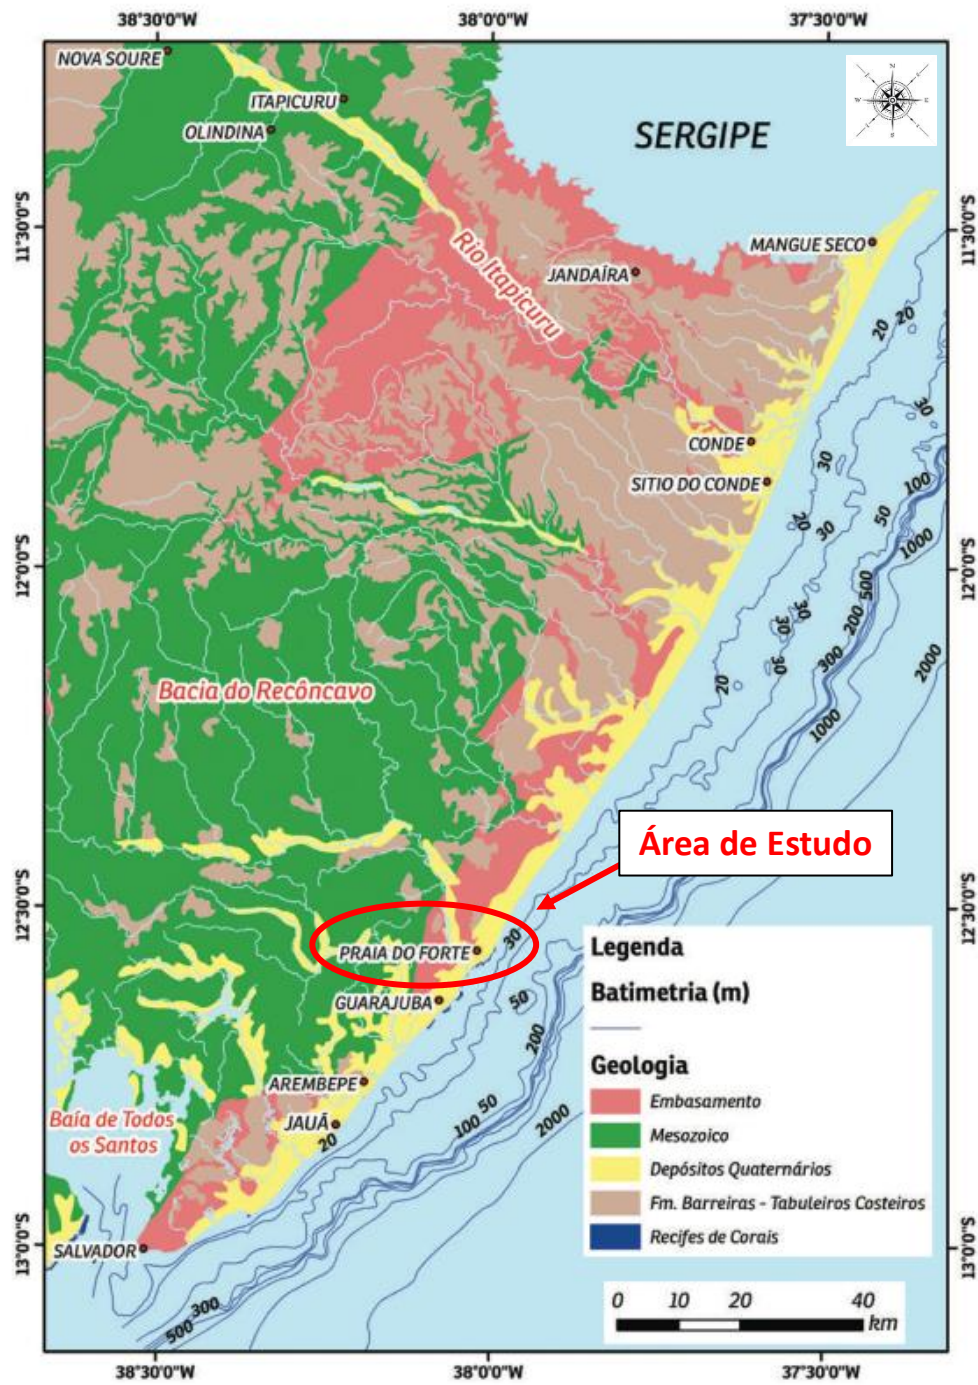 38°30'0"W
38°0'0"W
37°30'0"W
NOVA SOURE
ITAPICURU
OLINDINA
SERGIPE
N
W
E
S
11°30'0"S
11°30'0"S
MANGUE SECO
Rio Itapicuru
JANDAÍRA
20
20
30
CONDE
30
SITIO DO CONDE
100
50
1000
20
30
12°0'0"S
12°0'0"S
500
30
200
30
30
300
20
2000
1000
Bacia do Recôncavo
Área de Estudo
12°30'0"S
12°30'0"S
30
PRAIA DO FORTE
GUARAJUBA
50
200
AREMBEPE
50
JAUÁ
100
2000
20
Baía de Todos
os Santos
SALVADOR
13°0'0"S
13°0'0"S
300
500
Legenda
Batimetria (m)
Geologia
Embasamento
Mesozoico
Depósitos Quaternários
Fm. Barreiras - Tabuleiros Costeiros
Recifes de Corais
0 10 20 40
km
38°30'0"W
38°0'0"W
37°30'0"W